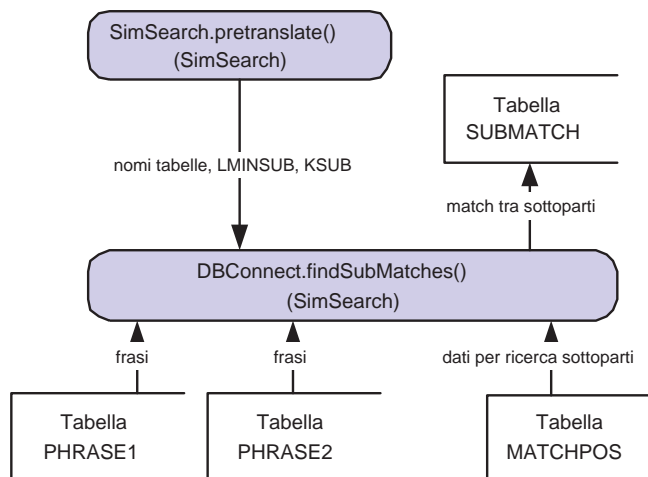 SimSearch.pretranslate()
(SimSearch)
Tabella
SUBMATCH
nomi tabelle, LMINSUB, KSUB
match tra sottoparti
DBConnect.findSubMatches()
(SimSearch)
frasi
frasi
dati per ricerca sottoparti
Tabella
PHRASE1
Tabella
PHRASE2
Tabella
MATCHPOS